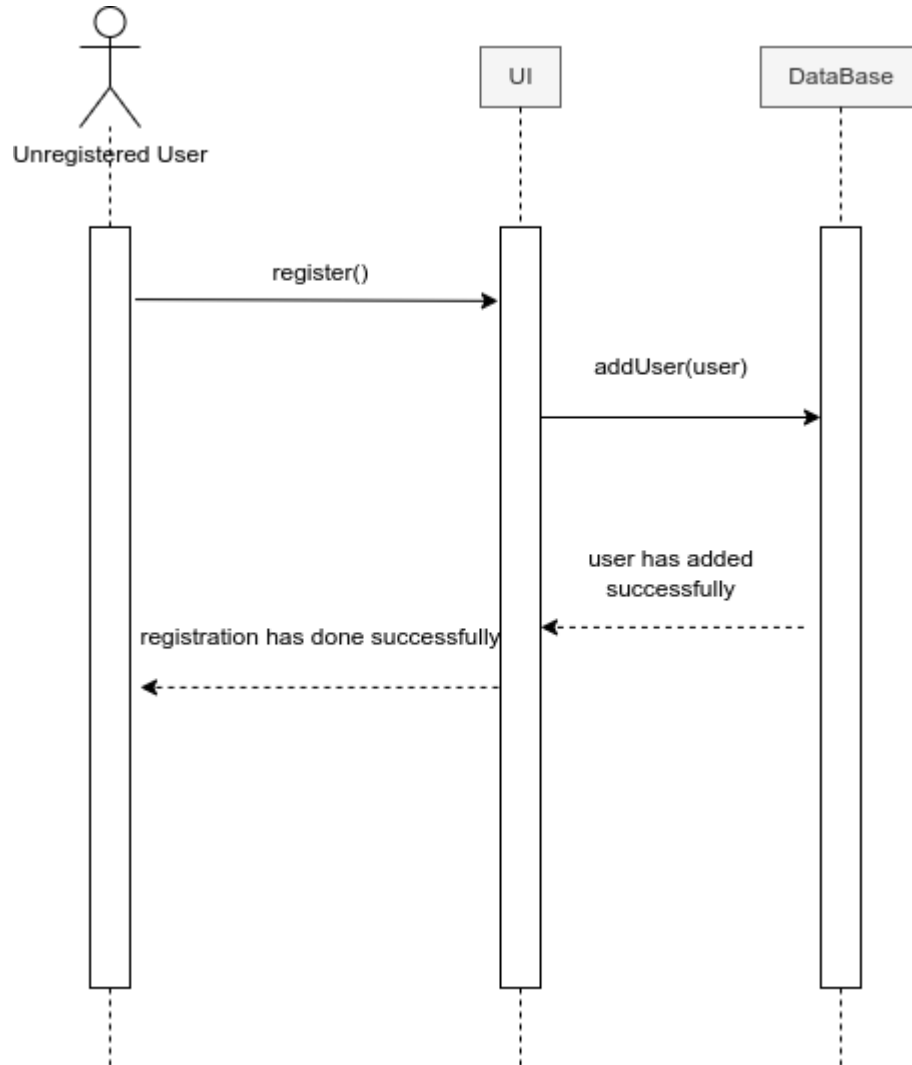 UI
DataBase
Unregistered User
register()
addUser(user)
user has added
successfully
registration has done successfully